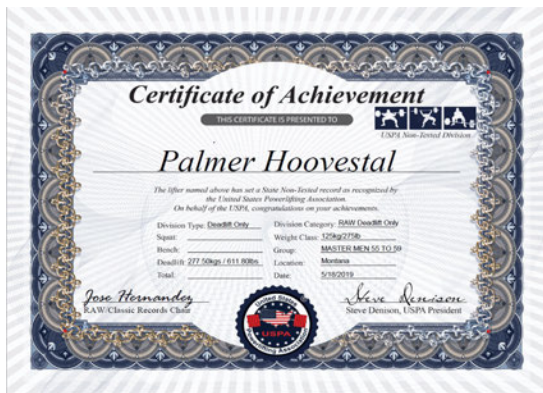 Certificate of Achievement
THIS CERTIFICATE IS PRESENTED TO
USPA Non-Tested Division
Palmer Hoovestal
The lifter named above has set a State Non-Tested record as recognized by
the United States Powerlifting Association.
On behalf of the USPA, congratulations on your achievements.
Division Type: Deadlift Only Division Category: RAW Deadlift Only
Squat: Weight Class: 125kg/275lb
Bench: Group: MASTER MEN 55 TO 59
Deadlift: 277.50kgs / 611.80lbs Location: Montana
Total: Date: 5/18/2019
Jose Hernandez Steve Denison
RAW/Classic Records Chair Steve Denison, USPA President
United States
USPA
Powerlifting Association